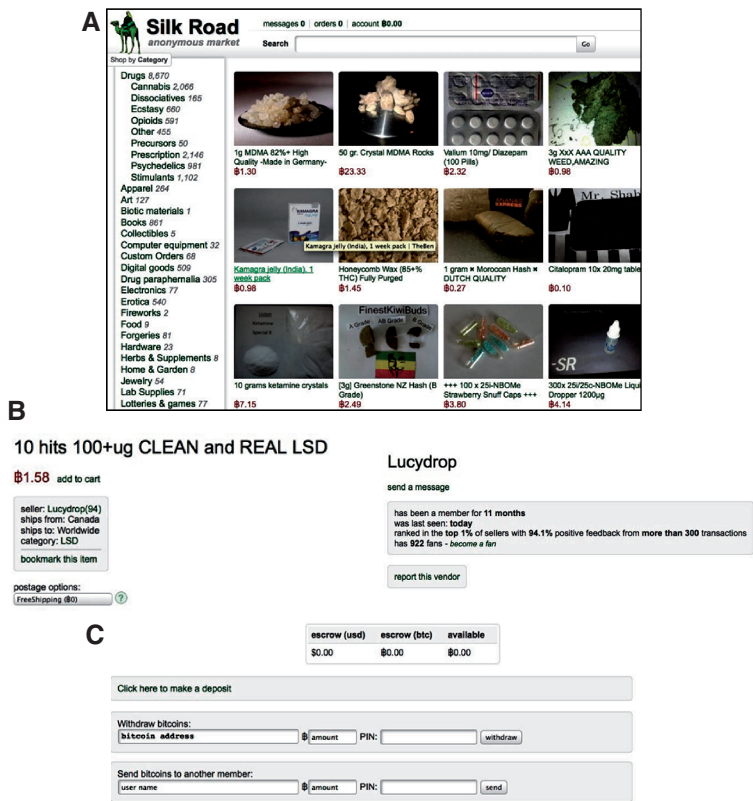 A
Silk Road
anonymous market
messages 0 | orders 0 | account ฿0.00
Search
Go
Shop by Category
Drugs 8,670
Cannabis 2,066
Dissociatives 165
Ecstasy 660
Opioids 591
Other 455
Precursors 50
Prescription 2,146
Psychedelics 981
Stimulants 1,102
Apparel 264
Art 127
Biotic materials 1
Books 861
Collectibles 5
Computer equipment 32
Custom Orders 68
Digital goods 509
Drug paraphernalia 305
Electronics 77
Erotica 540
Fireworks 2
Food 9
Forgeries 81
Hardware 23
Herbs & Supplements 8
Home & Garden 8
Jewelry 54
Lab Supplies 71
Lotteries & games 77
1g MDMA 82%+ High
Quality -Made in Germany-
฿1.30
50 gr. Crystal MDMA Rocks
฿23.33
Valium 10mg/ Diazepam
(100 Pills)
฿2.32
3g XxX AAA QUALITY
WEED,AMAZING
฿0.98
KAMAGRA
Kamagra jelly (India), 1 week pack | TheBen
Kamagra jelly (India), 1
week pack
฿0.98
Honeycomb Wax (85+%
THC) Fully Purged
฿1.45
EXPRESS
1 gram ✖ Moroccan Hash ✖
DUTCH QUALITY
฿0.27
Mr. Shab
Citalopram 10x 20mg table
฿0.10
Ketamine
10 grams ketamine crystals
฿7.15
FinestKiwiBuds
A Grade
AB Grade
B Grade
[3g] Greenstone NZ Hash (B
Grade)
฿2.49
+++ 100 x 25i-NBOMe
Strawberry Snuff Caps +++
฿3.80
-SR
300x 25i/25c-NBOMe Liqui
Dropper 1200µg
฿4.14
B
10 hits 100+ug CLEAN and REAL LSD
฿1.58 add to cart
seller: Lucydrop(94)
ships from: Canada
ships to: Worldwide
category: LSD
bookmark this item
postage options:
FreeShipping (฿0)
?
Lucydrop
send a message
has been a member for 11 months
was last seen: today
ranked in the top 1% of sellers with 94.1% positive feedback from more than 300 transactions
has 922 fans - become a fan
report this vendor
C
escrow (usd) escrow (btc) available
$0.00 ฿0.00 ฿0.00
Click here to make a deposit
Withdraw bitcoins:
bitcoin address ฿ amount PIN: withdraw
Send bitcoins to another member:
user name ฿ amount PIN: send